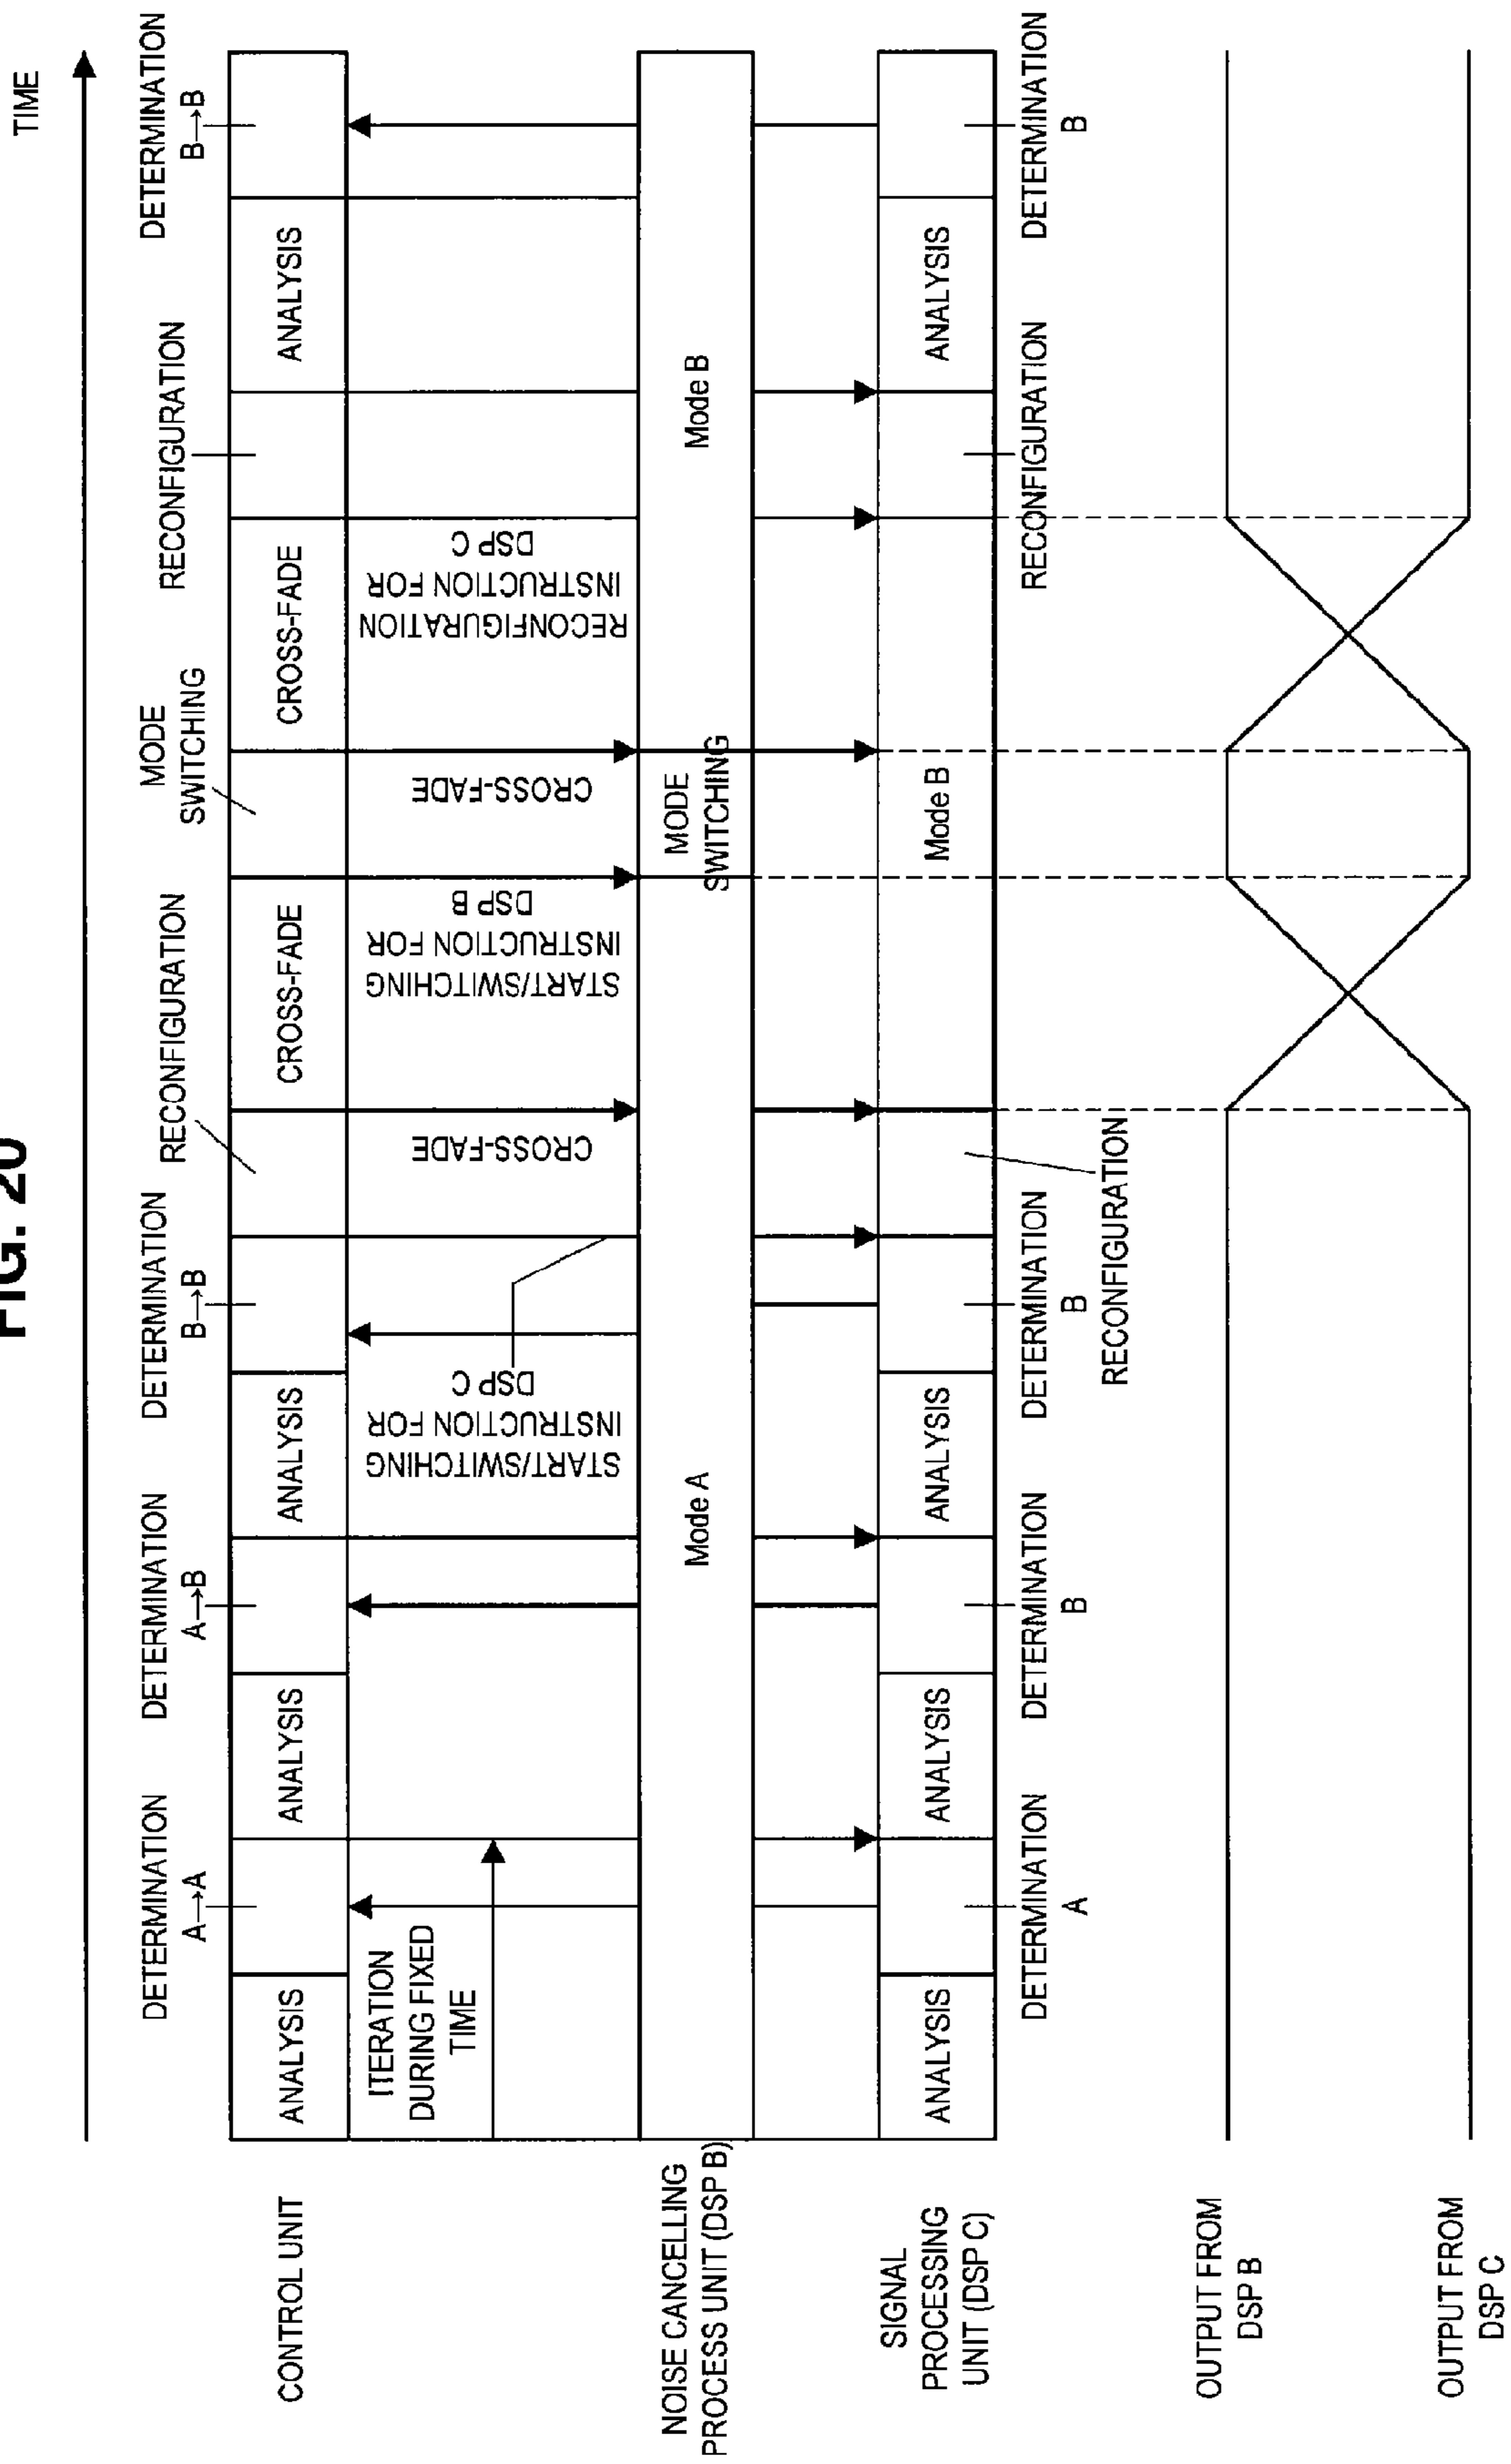 FIG. 20
TIME
DETERMINATION
A→A
DETERMINATION
A→B
DETERMINATION
B→B
RECONFIGURATION
MODE
SWITCHING
RECONFIGURATION
DETERMINATION
B→B
CONTROL UNIT
ANALYSIS
ANALYSIS
ANALYSIS
CROSS-FADE
CROSS-FADE
ANALYSIS
ITERATION
DURING FIXED
TIME
START/SWITCHING
INSTRUCTION FOR
DSP C
CROSS-FADE
START/SWITCHING
INSTRUCTION FOR
DSP B
CROSS-FADE
RECONFIGURATION
INSTRUCTION FOR
DSP C
NOISE CANCELLING
PROCESS UNIT (DSP B)
Mode A
MODE
SWITCHING
Mode B
SIGNAL
PROCESSING
UNIT (DSP C)
ANALYSIS
ANALYSIS
ANALYSIS
Mode B
ANALYSIS
DETERMINATION
A
DETERMINATION
B
DETERMINATION
B
RECONFIGURATION
RECONFIGURATION
DETERMINATION
B
OUTPUT FROM
DSP B
OUTPUT FROM
DSP C